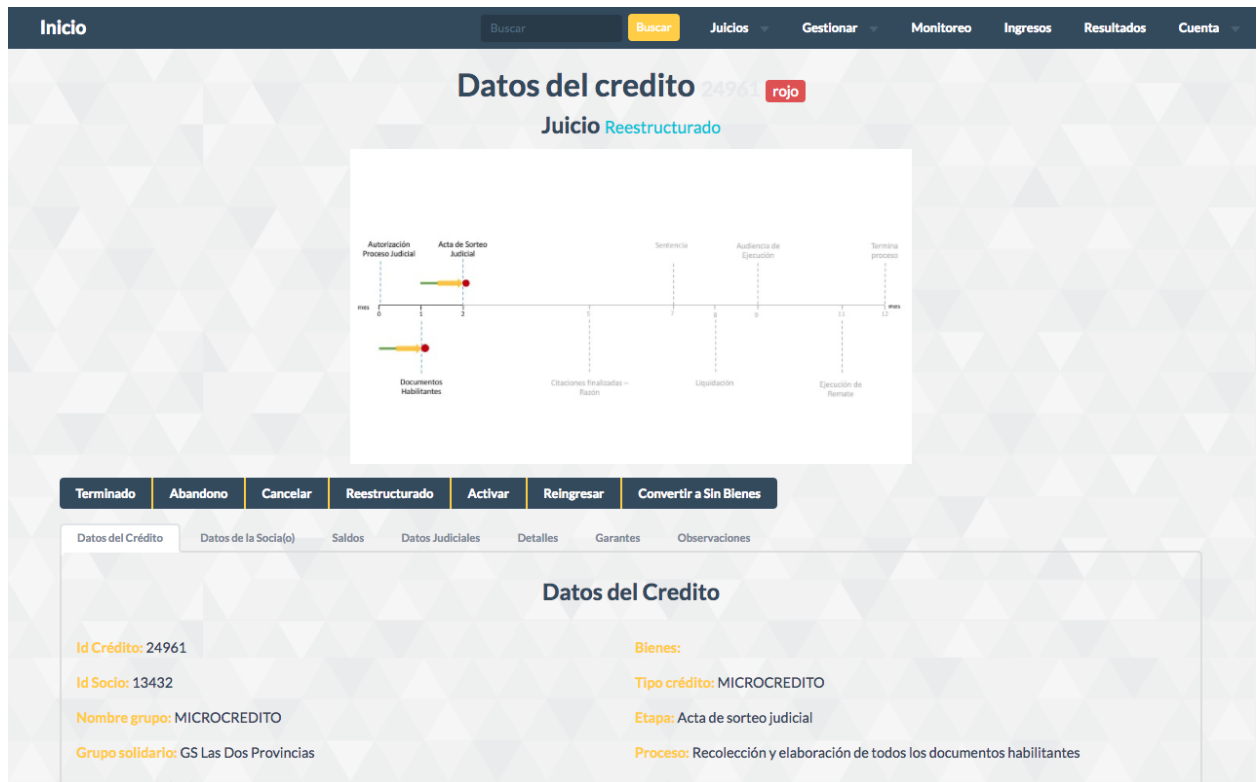 Inicio Buscar Buscar Juicios Gestionar Monitoreo Ingresos Resultados Cuenta
Datos del credito 24961 rojo
Juicio Reestructurado
Autorización
Proceso Judicial
Acta de Sorteo
Judicial
Sentencia
Audiencia de
Ejecución
Termina
proceso
mes 0 1 2 5 7 8 9 11 12 mes
Documentos
Habilitantes
Citaciones finalizadas –
Razón
Liquidación
Ejecución de
Remate
Terminado Abandono Cancelar Reestructurado Activar Reingresar Convertir a Sin Bienes
Datos del Crédito Datos de la Socia(o) Saldos Datos Judiciales Detalles Garantes Observaciones
Datos del Credito
Id Crédito: 24961 Bienes:
Id Socio: 13432 Tipo crédito: MICROCREDITO
Nombre grupo: MICROCREDITO Etapa: Acta de sorteo judicial
Grupo solidario: GS Las Dos Provincias Proceso: Recolección y elaboración de todos los documentos habilitantes